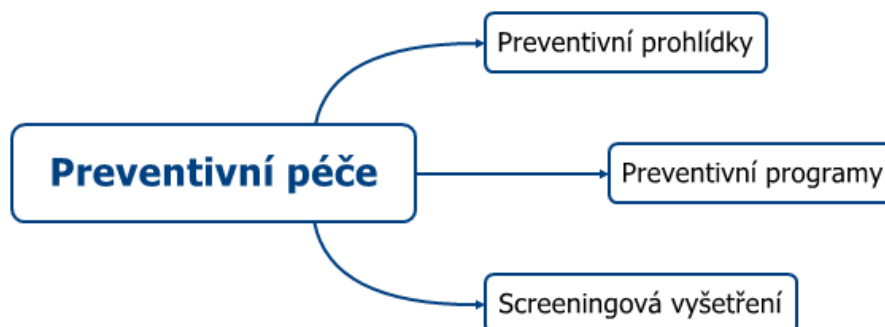 Preventivní prohlídky
Preventivní péče
Preventivní programy
Screeningová vyšetření